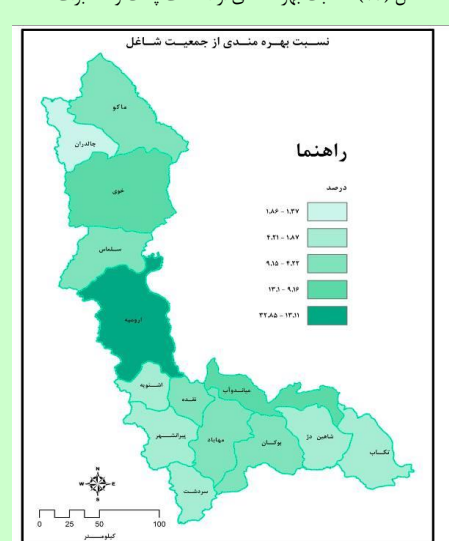 نسبت بهره مندی از جمعیت شاغل
ماکو
چالدران
خوی
سلماس
ارومیه
اشنویه
نقده
میاندوآب
پیرانشهر
مهاباد
بوکان
شاهین دژ
تکاب
سردشت
راهنما
درصد
۱.۸۶ - ۱.۳۷
۴.۲۱ - ۱.۸۷
۹.۱۵ - ۴.۲۲
۱۳.۱ - ۹.۱۶
۳۲.۸۵ - ۱۳.۱۱
N
W E
S
0 25 50 100
کیلومتر